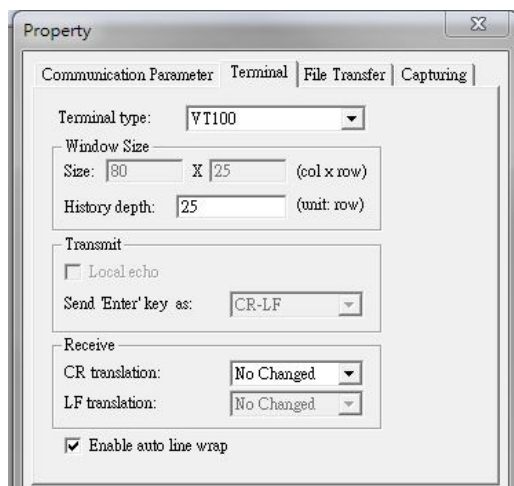 Property
Communication Parameter Terminal File Transfer Capturing
Terminal type: VT100
Window Size
Size: 80 X 25 (col x row)
History depth: 25 (unit: row)
Transmit
Local echo
Send 'Enter' key as: CR-LF
Receive
CR translation: No Changed
LF translation: No Changed
Enable auto line wrap